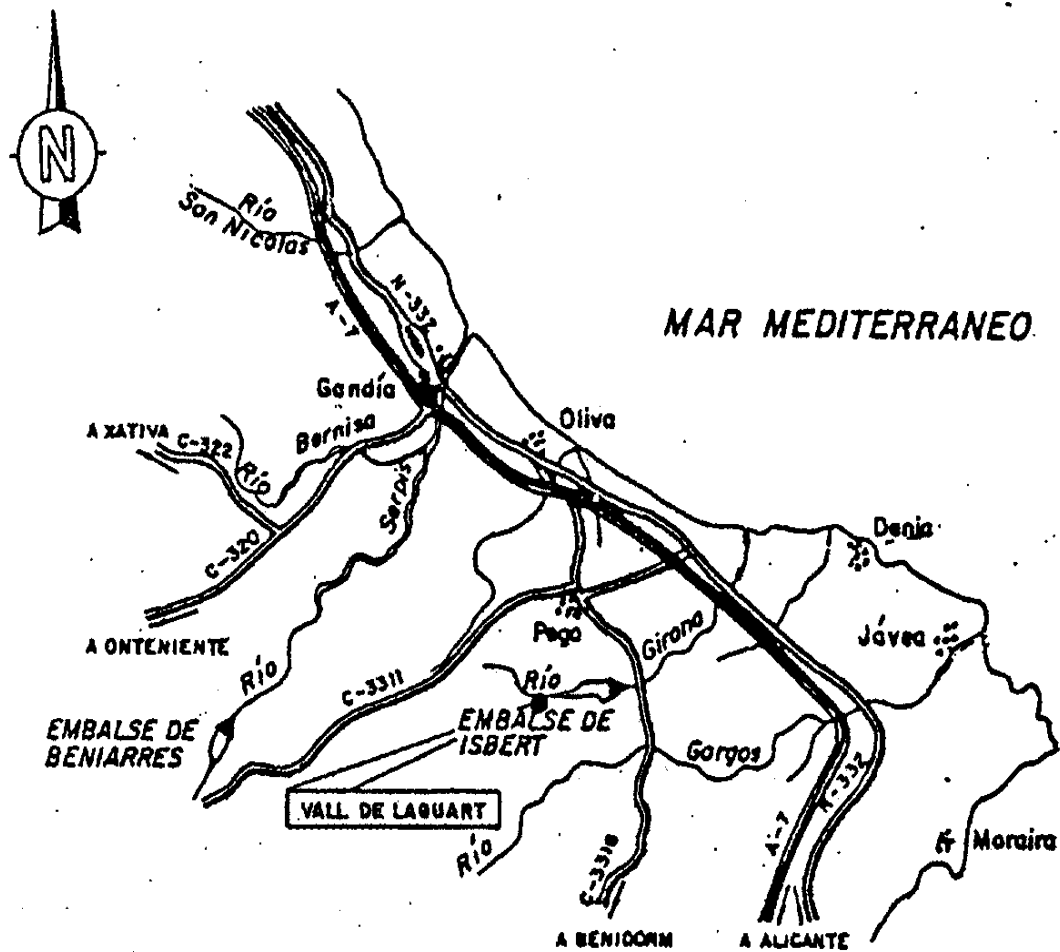 N
Río
San Nicolas
N-332
A-7
MAR MEDITERRANEO
Gandía
Oliva
A XATIVA
C-322
Río
Bernisa
Serpis
Denia
C-320
Pego
Girona
Jávea
A ONTENIENTE
Río
C-3311
Río
EMBALSE DE
BENIARRES
EMBALSE DE
ISBERT
Gorgos
VALL DE LAGUART
N-332
A-7
Río
C-3318
Moraira
A BENIDORM
A ALICANTE